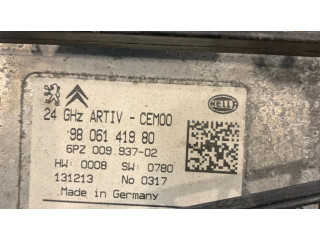 HELLA
24 GHz ARTIV - CEM00
98 061 419 80
6PZ 009 937-02
HW: 0008 SW: 0780
131213 No 0317
Made in Germany